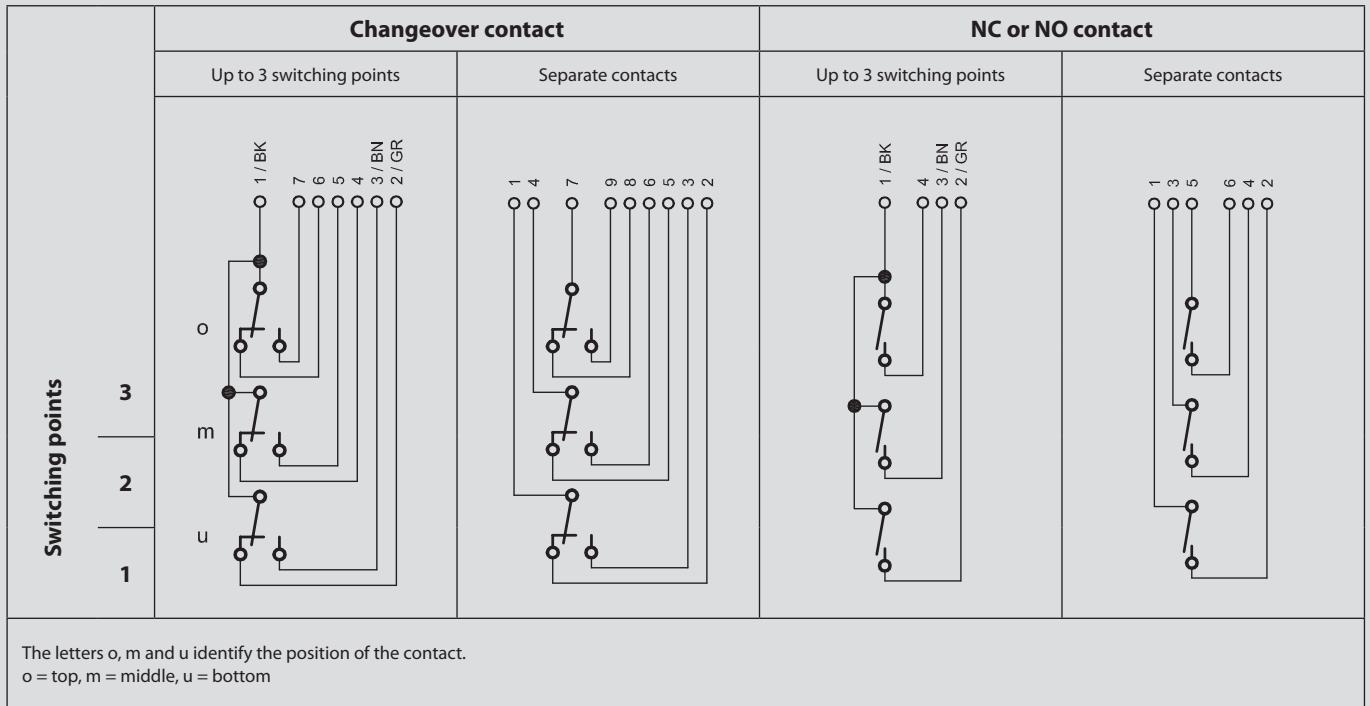 Changeover contact
NC or NO contact
Up to 3 switching points
Separate contacts
Up to 3 switching points
Separate contacts
1 / BK
7
6
5
4
3 / BN
2 / GR
1
4
7
9
8
6
5
3
2
1 / BK
4
3 / BN
2 / GR
1
3
5
6
4
2
o
m
u
Switching points
3
2
1
The letters o, m and u identify the position of the contact.
o = top, m = middle, u = bottom